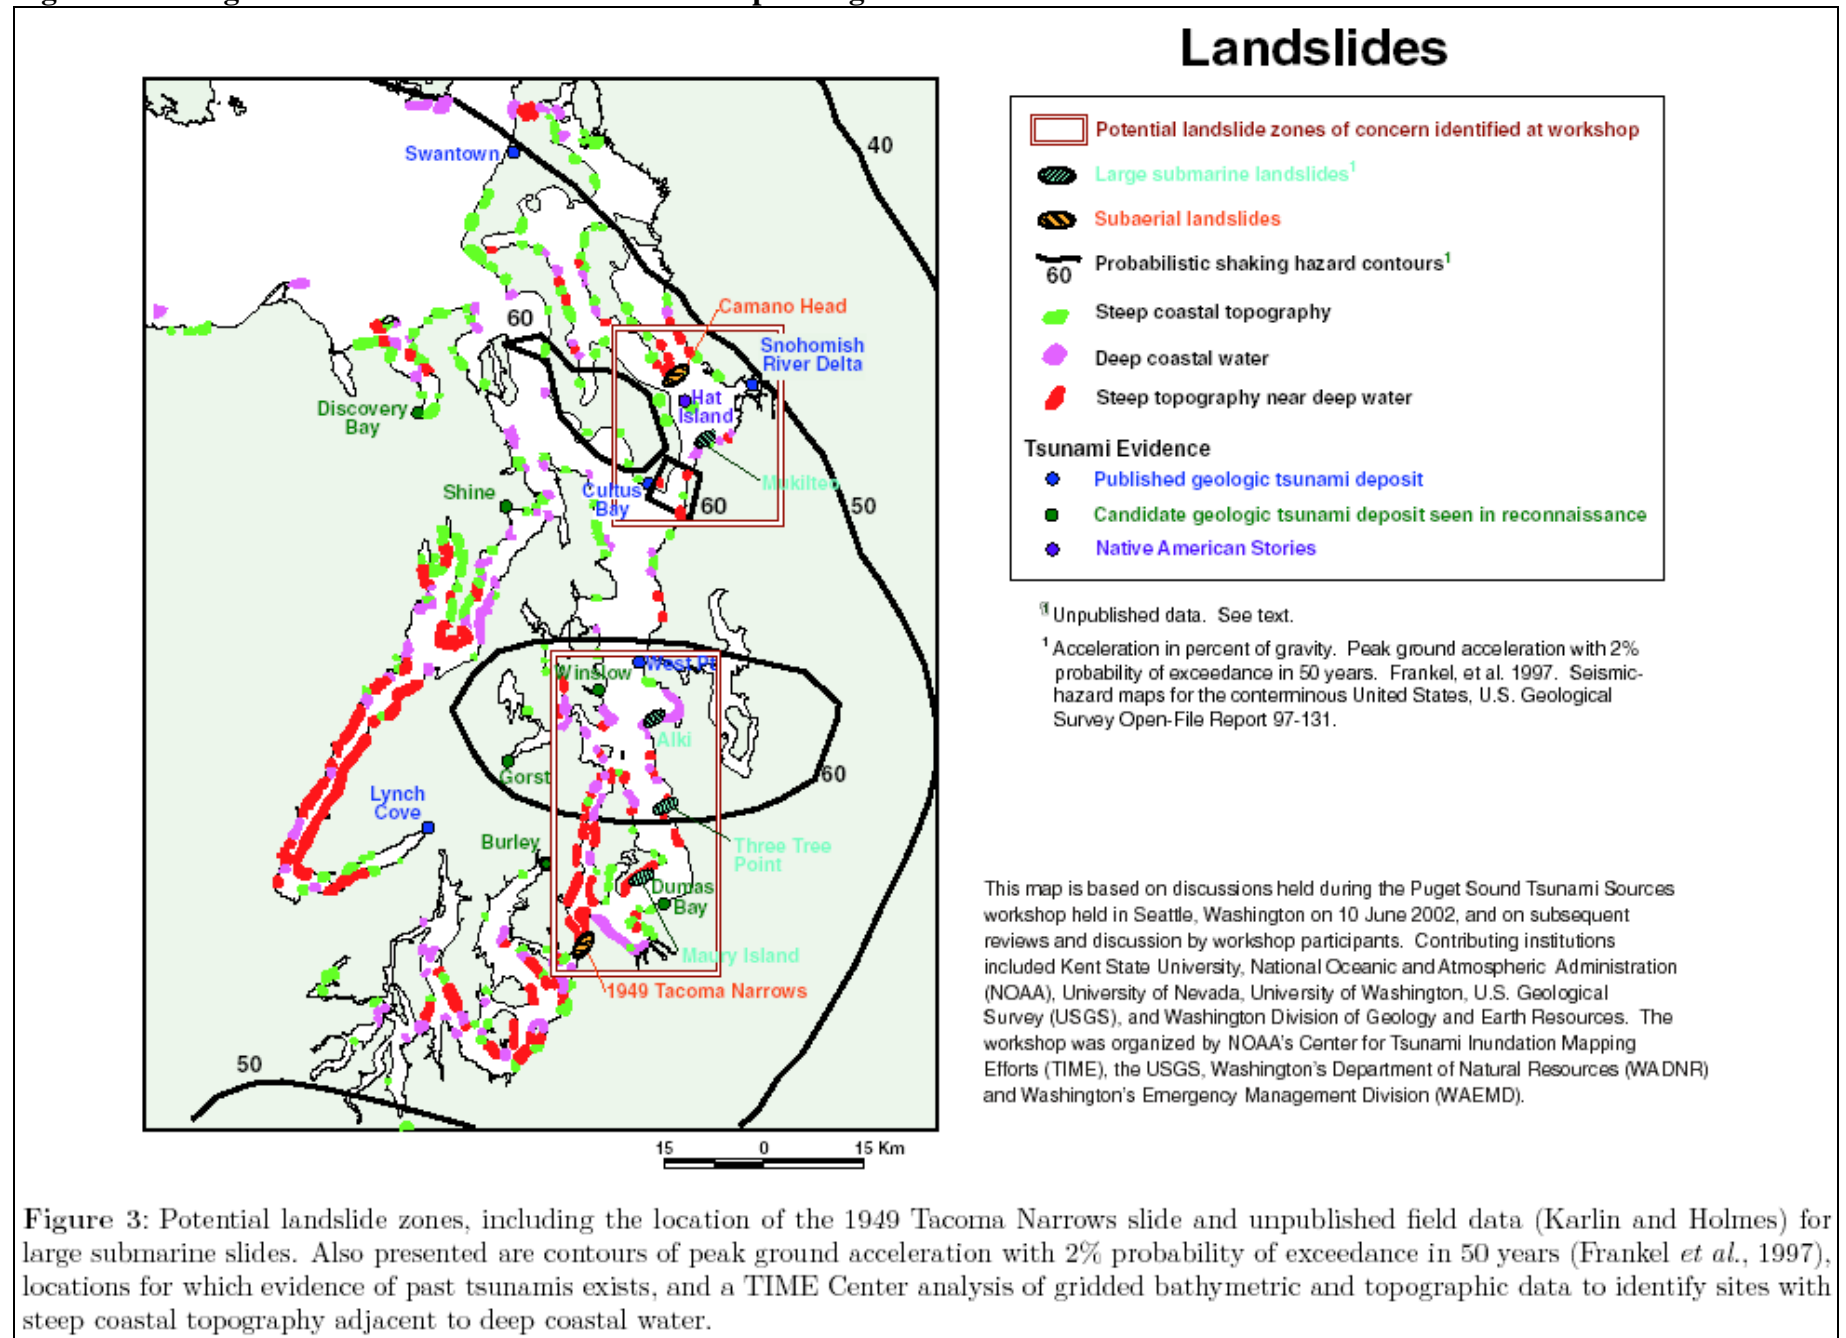 Landslides
Potential landslide zones of concern identified at workshop
Large submarine landslides¹
Subaerial landslides
60
Probabilistic shaking hazard contours¹
Steep coastal topography
Deep coastal water
Steep topography near deep water
Tsunami Evidence
Published geologic tsunami deposit
Candidate geologic tsunami deposit seen in reconnaissance
Native American Stories
¶ Unpublished data. See text.
¹ Acceleration in percent of gravity. Peak ground acceleration with 2%
probability of exceedance in 50 years. Frankel, et al. 1997. Seismic-
hazard maps for the conterminous United States, U.S. Geological
Survey Open-File Report 97-131.
40
Swantown
60
Camano Head
Snohomish
River Delta
Discovery
Bay
Hat
Island
Mukilteo
Shine
Cultus
Bay
60
50
Winslow
West Pt
Alki
Gorst
60
Lynch
Cove
Burley
Three Tree
Point
Dumas
Bay
Maury Island
1949 Tacoma Narrows
50
15 0 15 Km
This map is based on discussions held during the Puget Sound Tsunami Sources
workshop held in Seattle, Washington on 10 June 2002, and on subsequent
reviews and discussion by workshop participants. Contributing institutions
included Kent State University, National Oceanic and Atmospheric Administration
(NOAA), University of Nevada, University of Washington, U.S. Geological
Survey (USGS), and Washington Division of Geology and Earth Resources. The
workshop was organized by NOAA's Center for Tsunami Inundation Mapping
Efforts (TIME), the USGS, Washington's Department of Natural Resources (WADNR)
and Washington's Emergency Management Division (WAEMD).
Figure 3: Potential landslide zones, including the location of the 1949 Tacoma Narrows slide and unpublished field data (Karlin and Holmes) for
large submarine slides. Also presented are contours of peak ground acceleration with 2% probability of exceedance in 50 years (Frankel et al., 1997),
locations for which evidence of past tsunamis exists, and a TIME Center analysis of gridded bathymetric and topographic data to identify sites with
steep coastal topography adjacent to deep coastal water.